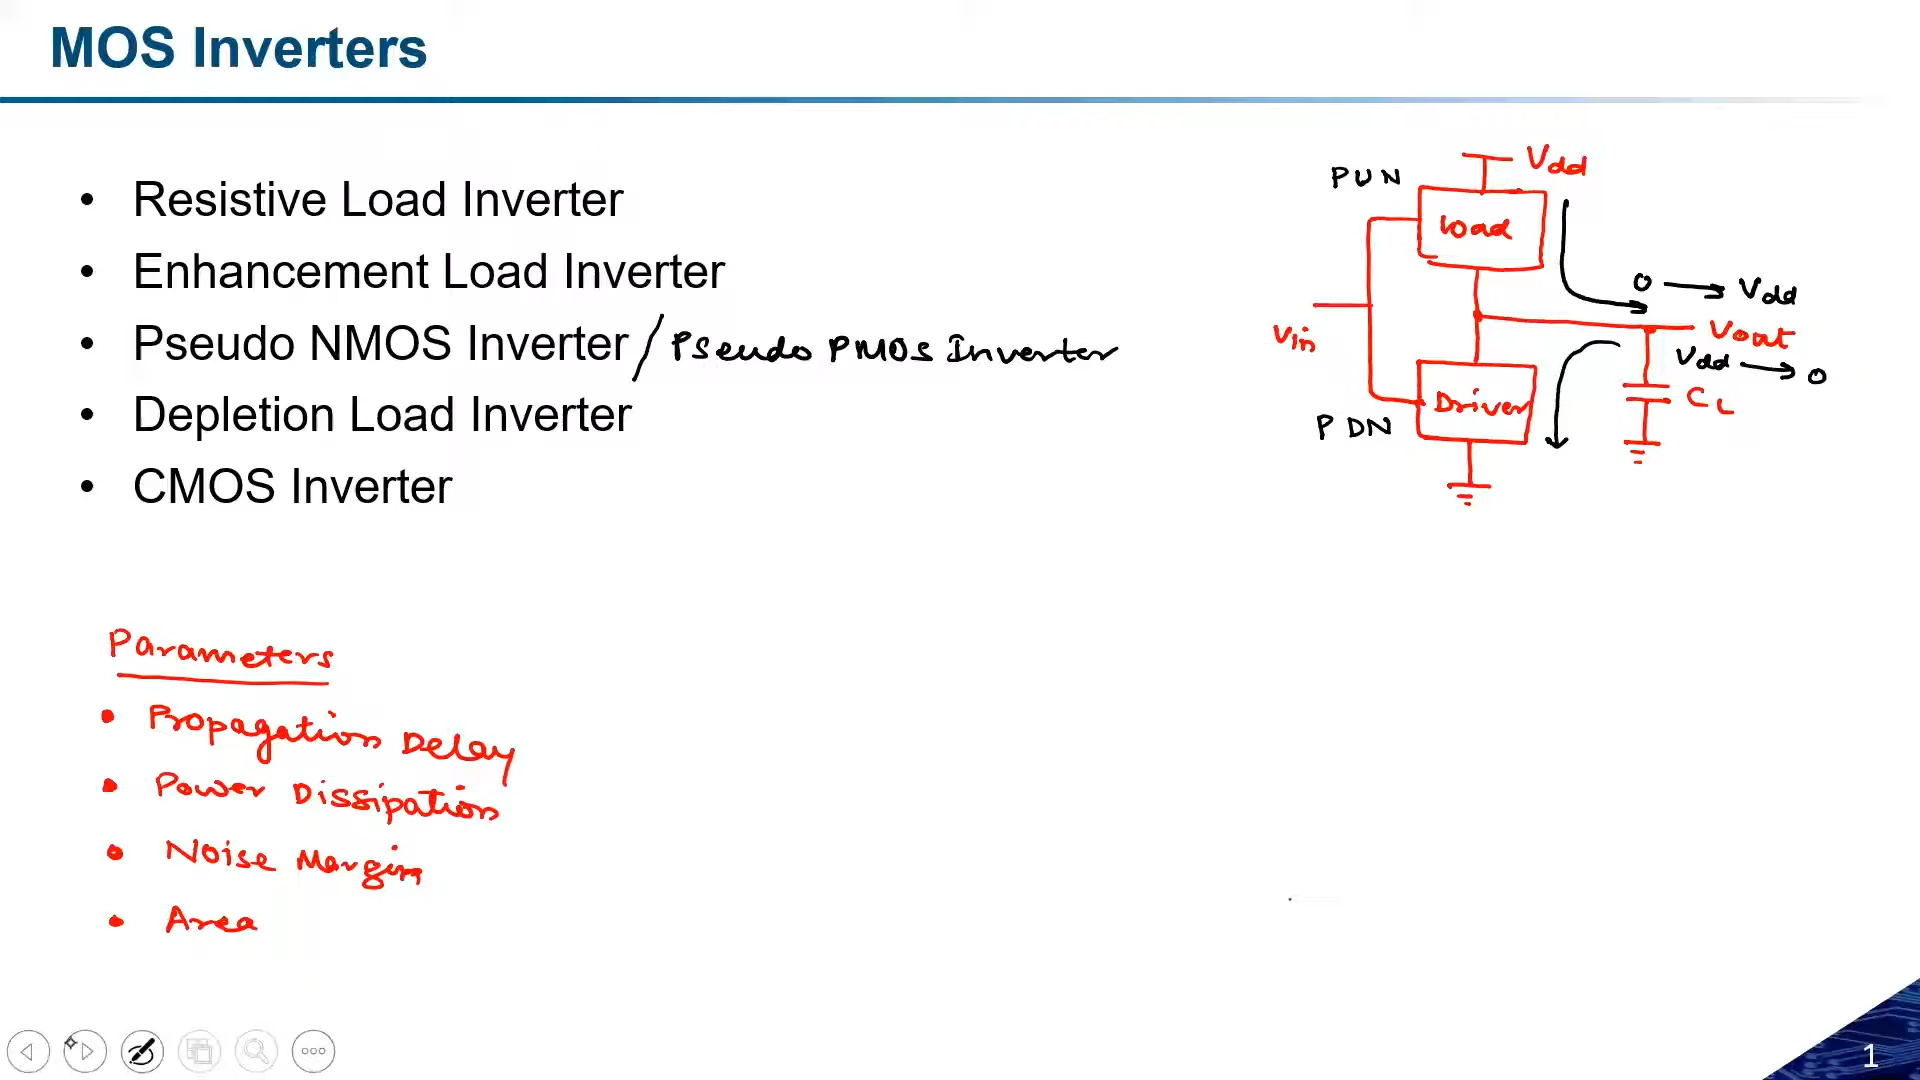 MOS Inverters
• Resistive Load Inverter
• Enhancement Load Inverter
• Pseudo NMOS Inverter / Pseudo PMOS Inverter
• Depletion Load Inverter
• CMOS Inverter
Vdd
PUN
Load
0 → Vdd
Vin
Vout
Vdd → 0
CL
Driver
PDN
Parameters
• Propagation Delay
• Power Dissipation
• Noise Margin
• Area
1